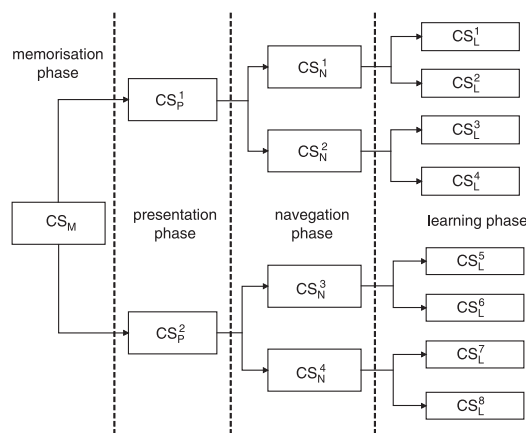 memorisation
phase
CS_M
CS_P^1
CS_P^2
presentation
phase
CS_N^1
CS_N^2
navegation
phase
CS_N^3
CS_N^4
CS_L^1
CS_L^2
CS_L^3
CS_L^4
learning phase
CS_L^5
CS_L^6
CS_L^7
CS_L^8